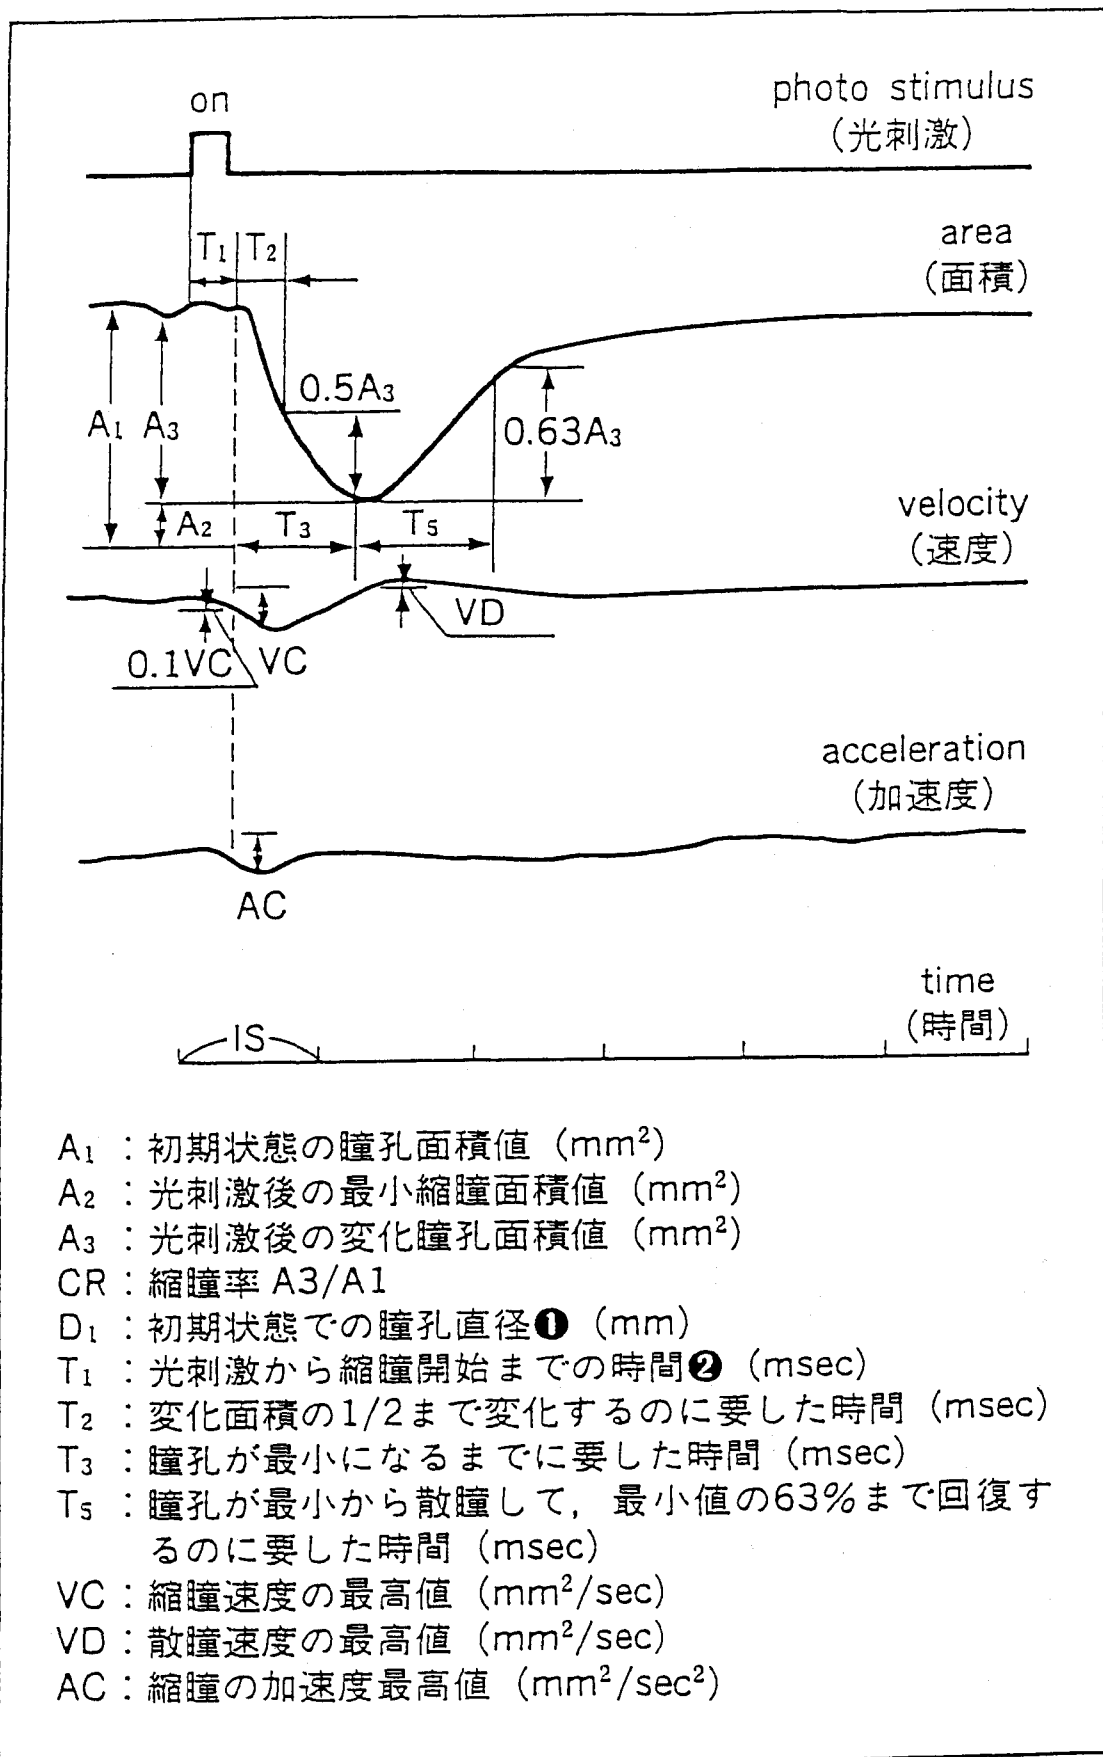 on
photo stimulus
（光刺激）
T₁ T₂
area
（面積）
0.5A₃
A₁ A₃
0.63A₃
A₂ T₃ T₅
velocity
（速度）
VD
0.1VC VC
acceleration
（加速度）
AC
time
（時間）
IS
A₁：初期状態の瞳孔面積値（mm²）
A₂：光刺激後の最小縮瞳面積値（mm²）
A₃：光刺激後の変化瞳孔面積値（mm²）
CR：縮瞳率 A3/A1
D₁：初期状態での瞳孔直径❶（mm）
T₁：光刺激から縮瞳開始までの時間❷（msec）
T₂：変化面積の1/2まで変化するのに要した時間（msec）
T₃：瞳孔が最小になるまでに要した時間（msec）
T₅：瞳孔が最小から散瞳して，最小値の63%まで回復す
るのに要した時間（msec）
VC：縮瞳速度の最高値（mm²/sec）
VD：散瞳速度の最高値（mm²/sec）
AC：縮瞳の加速度最高値（mm²/sec²）